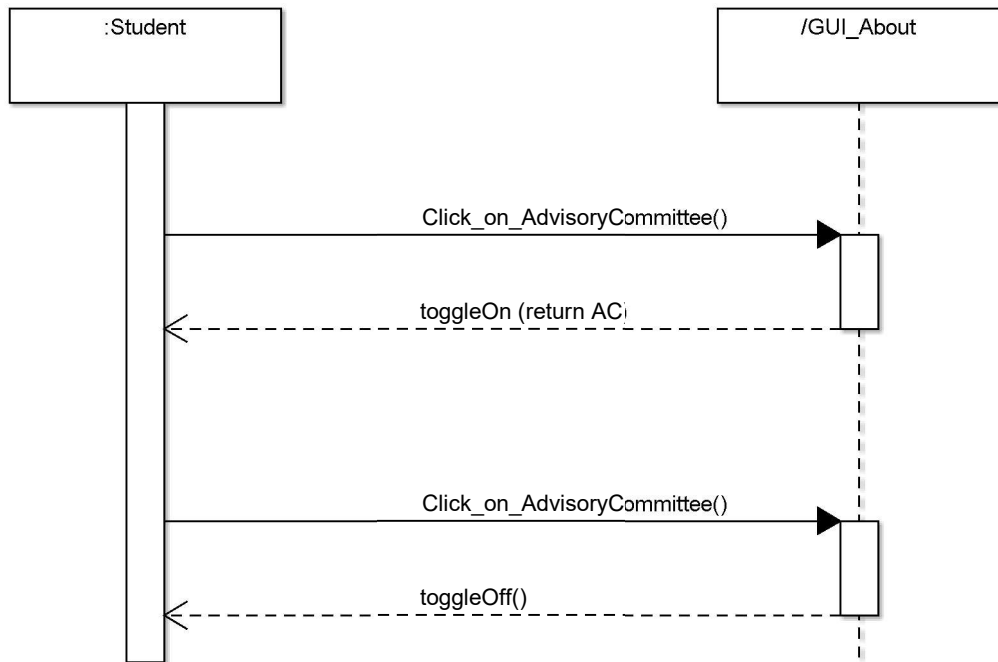 :Student
/GUI_About
Click_on_AdvisoryCommittee()
toggleOn (return AC)
Click_on_AdvisoryCommittee()
toggleOff()